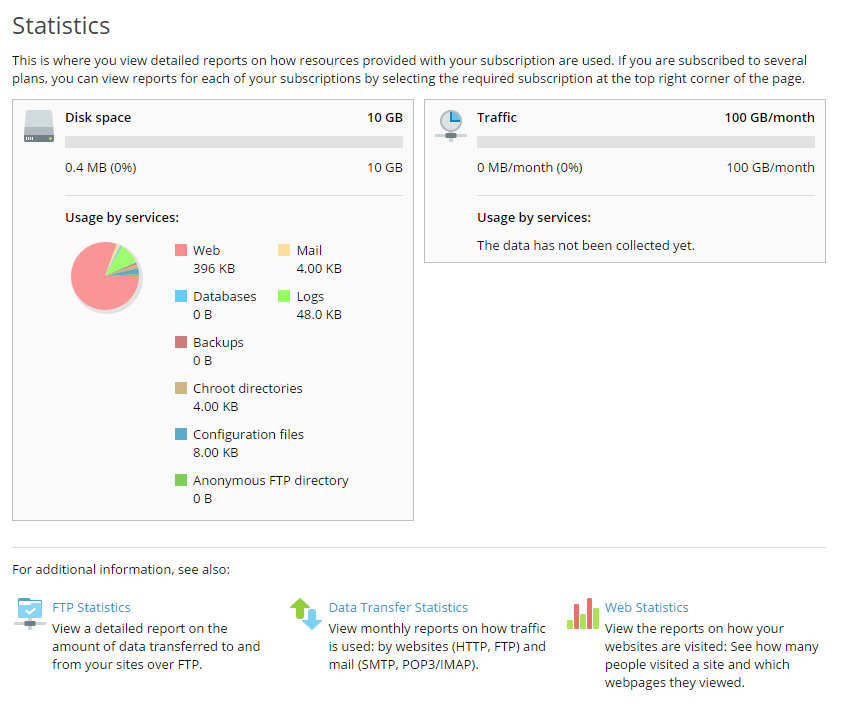 Statistics
This is where you view detailed reports on how resources provided with your subscription are used. If you are subscribed to several
plans, you can view reports for each of your subscriptions by selecting the required subscription at the top right corner of the page.
Disk space 10 GB
0.4 MB (0%) 10 GB
Usage by services:
Web Mail
396 KB 4.00 KB
Databases Logs
0 B 48.0 KB
Backups
0 B
Chroot directories
4.00 KB
Configuration files
8.00 KB
Anonymous FTP directory
0 B
Traffic 100 GB/month
0 MB/month (0%) 100 GB/month
Usage by services:
The data has not been collected yet.
For additional information, see also:
FTP Statistics
View a detailed report on the
amount of data transferred to and
from your sites over FTP.
Data Transfer Statistics
View monthly reports on how traffic
is used: by websites (HTTP, FTP) and
mail (SMTP, POP3/IMAP).
Web Statistics
View the reports on how your
websites are visited: See how many
people visited a site and which
webpages they viewed.